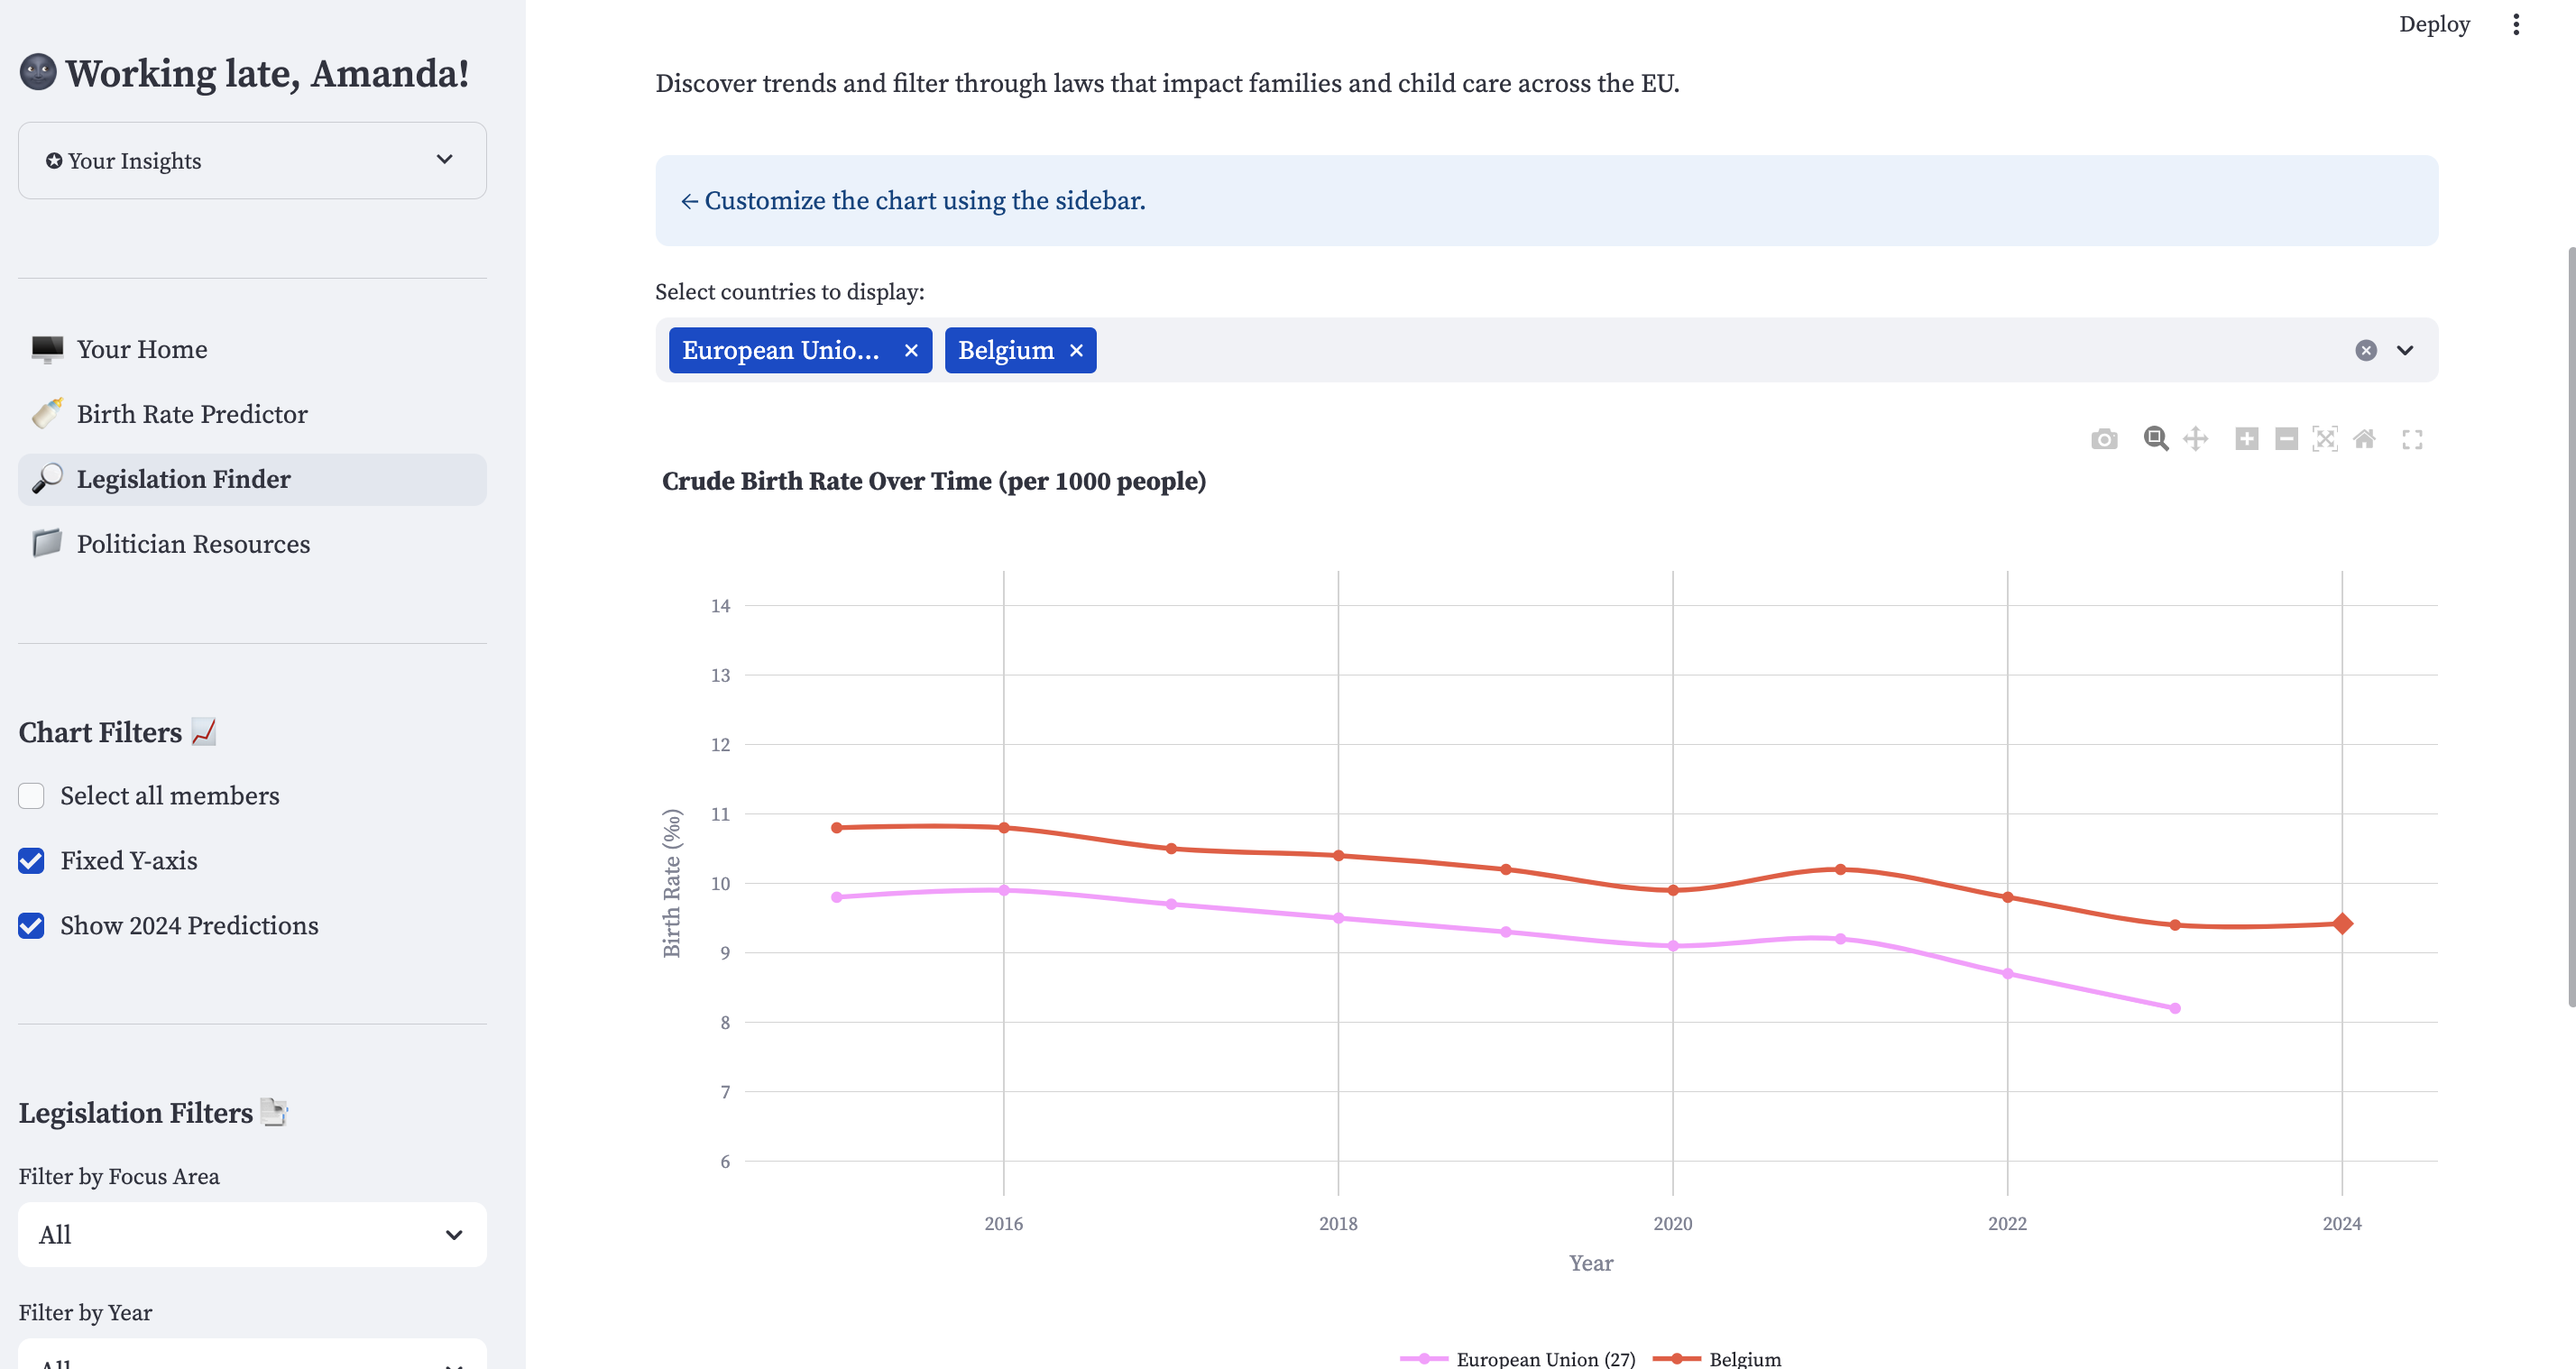 Deploy
Working late, Amanda!
Your Insights
Your Home
Birth Rate Predictor
Legislation Finder
Politician Resources
Chart Filters
Select all members
Fixed Y-axis
Show 2024 Predictions
Legislation Filters
Filter by Focus Area
All
Filter by Year
All
Discover trends and filter through laws that impact families and child care across the EU.
← Customize the chart using the sidebar.
Select countries to display:
European Unio... × Belgium ×
Crude Birth Rate Over Time (per 1000 people)
Birth Rate (‰)
14
13
12
11
10
9
8
7
6
2016 2018 2020 2022 2024
Year
European Union (27) Belgium